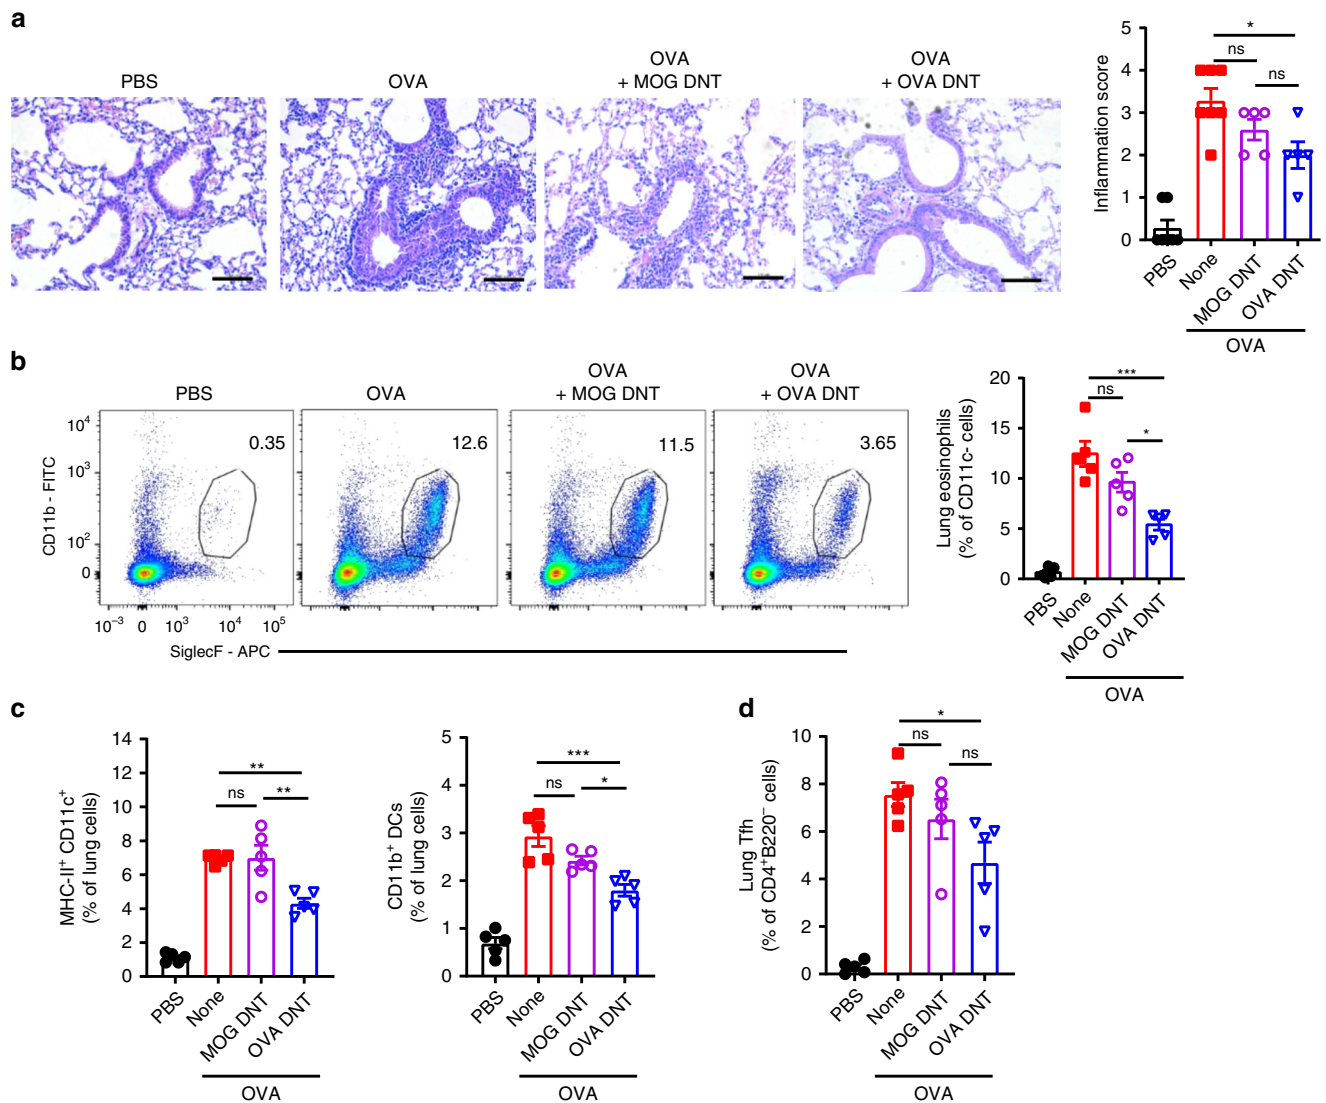 a
PBS
OVA
OVA
+ MOG DNT
OVA
+ OVA DNT
Inflammation score
5
4
3
2
1
0
*
ns
ns
PBS
None
MOG DNT
OVA DNT
OVA
b
PBS
OVA
OVA
+ MOG DNT
OVA
+ OVA DNT
0.35
12.6
11.5
3.65
CD11b - FITC
10⁴
10³
10²
0
10⁻³ 0 10³ 10⁴ 10⁵
SiglecF - APC
Lung eosinophils
(% of CD11c- cells)
20
15
10
5
0
***
ns
*
PBS
None
MOG DNT
OVA DNT
OVA
c
MHC-II⁺ CD11c⁺
(% of lung cells)
14
12
10
8
6
4
2
0
**
ns
**
PBS
None
MOG DNT
OVA DNT
OVA
CD11b⁺ DCs
(% of lung cells)
5
4
3
2
1
0
***
ns
*
PBS
None
MOG DNT
OVA DNT
OVA
d
Lung Tfh
(% of CD4⁺B220⁻ cells)
10
8
6
4
2
0
*
ns
ns
PBS
None
MOG DNT
OVA DNT
OVA